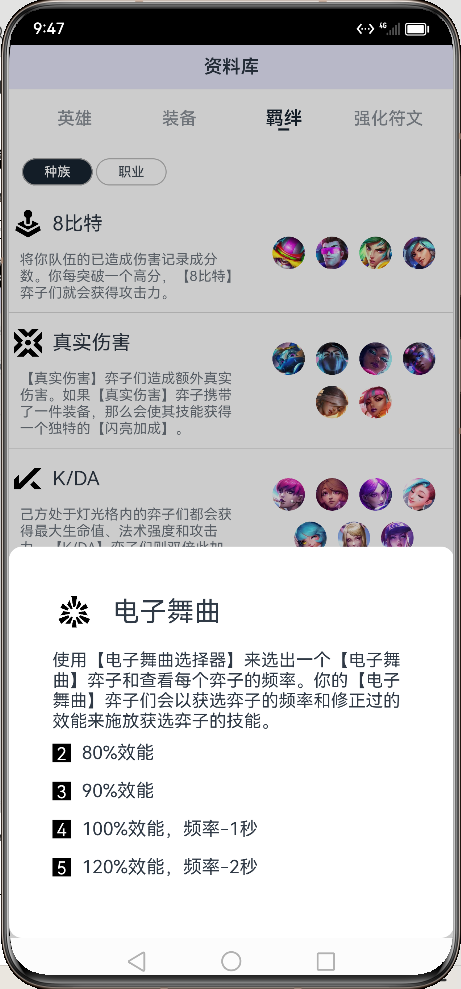 9:47
4G
资料库
英雄
装备
羁绊
强化符文
种族
职业
8比特
将你队伍的已造成伤害记录成分
数。你每突破一个高分，【8比特】
弈子们就会获得攻击力。
真实伤害
【真实伤害】弈子们造成额外真实
伤害。如果【真实伤害】弈子携带
了一件装备，那么会使其技能获得
一个独特的【闪亮加成】。
K/DA
己方处于灯光格内的弈子们都会获
得最大生命值、法术强度和攻击
力。【K/DA】弈子们则双倍此加
电子舞曲
使用【电子舞曲选择器】来选出一个【电子舞
曲】弈子和查看每个弈子的频率。你的【电子
舞曲】弈子们会以获选弈子的频率和修正过的
效能来施放获选弈子的技能。
2 80%效能
3 90%效能
4 100%效能，频率-1秒
5 120%效能，频率-2秒